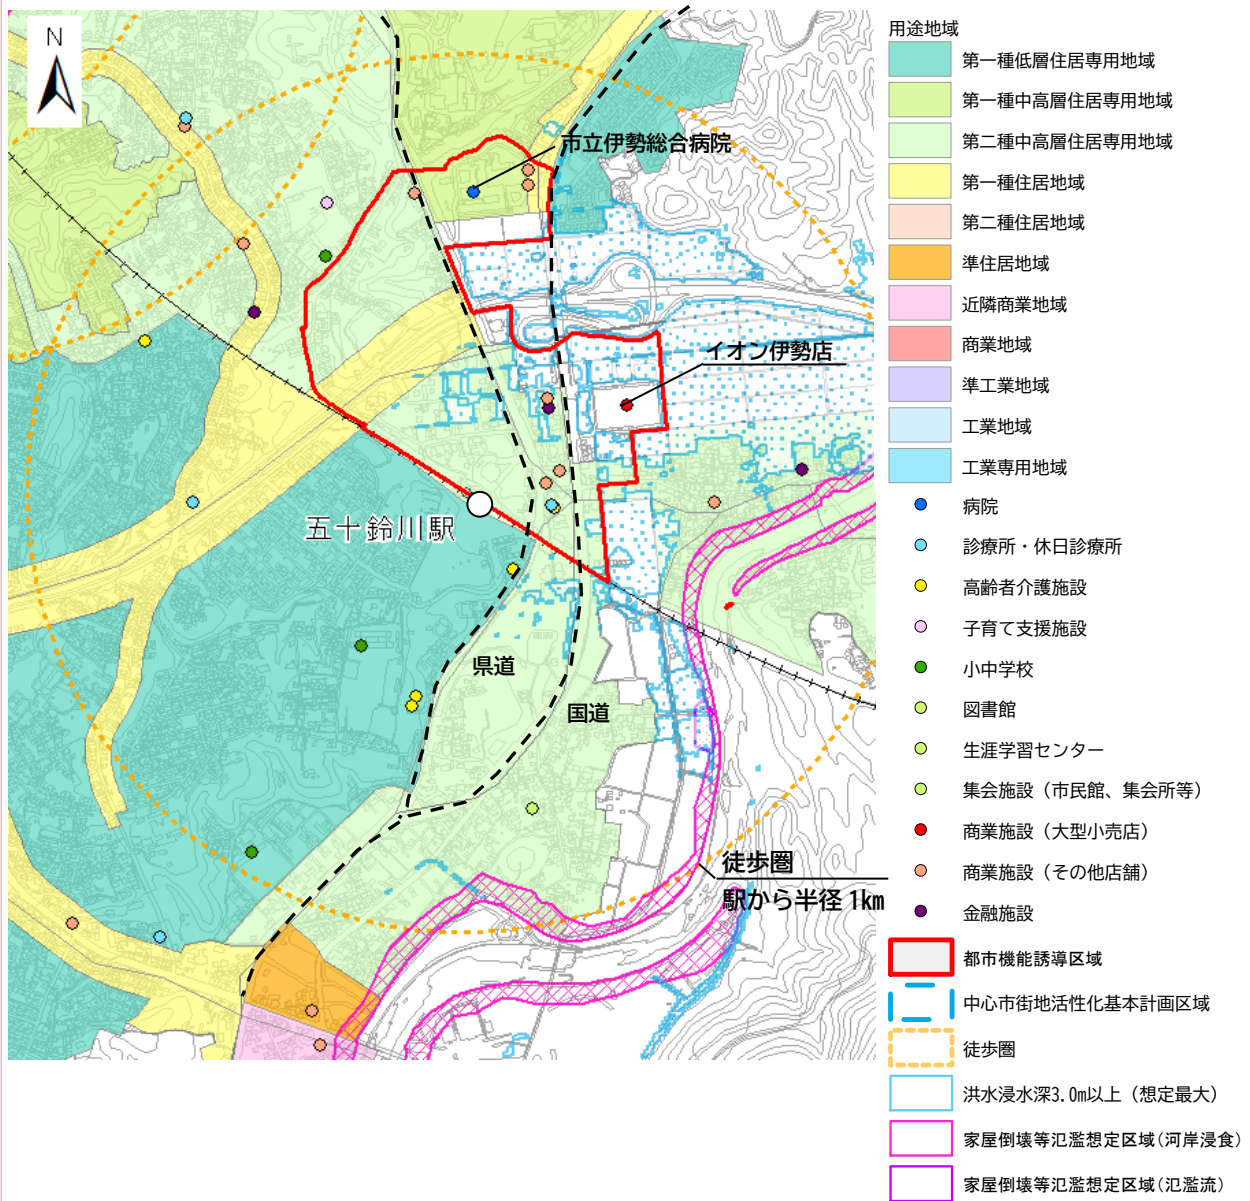 N
市立伊勢総合病院
イオン伊勢店
五十鈴川駅
県道
国道
徒歩圏
駅から半径1km
用途地域
第一種低層住居専用地域
第一種中高層住居専用地域
第二種中高層住居専用地域
第一種住居地域
第二種住居地域
準住居地域
近隣商業地域
商業地域
準工業地域
工業地域
工業専用地域
病院
診療所・休日診療所
高齢者介護施設
子育て支援施設
小中学校
図書館
生涯学習センター
集会施設（市民館、集会所等）
商業施設（大型小売店）
商業施設（その他店舗）
金融施設
都市機能誘導区域
中心市街地活性化基本計画区域
徒歩圏
洪水浸水深3.0m以上（想定最大）
家屋倒壊等氾濫想定区域(河岸浸食)
家屋倒壊等氾濫想定区域(氾濫流)